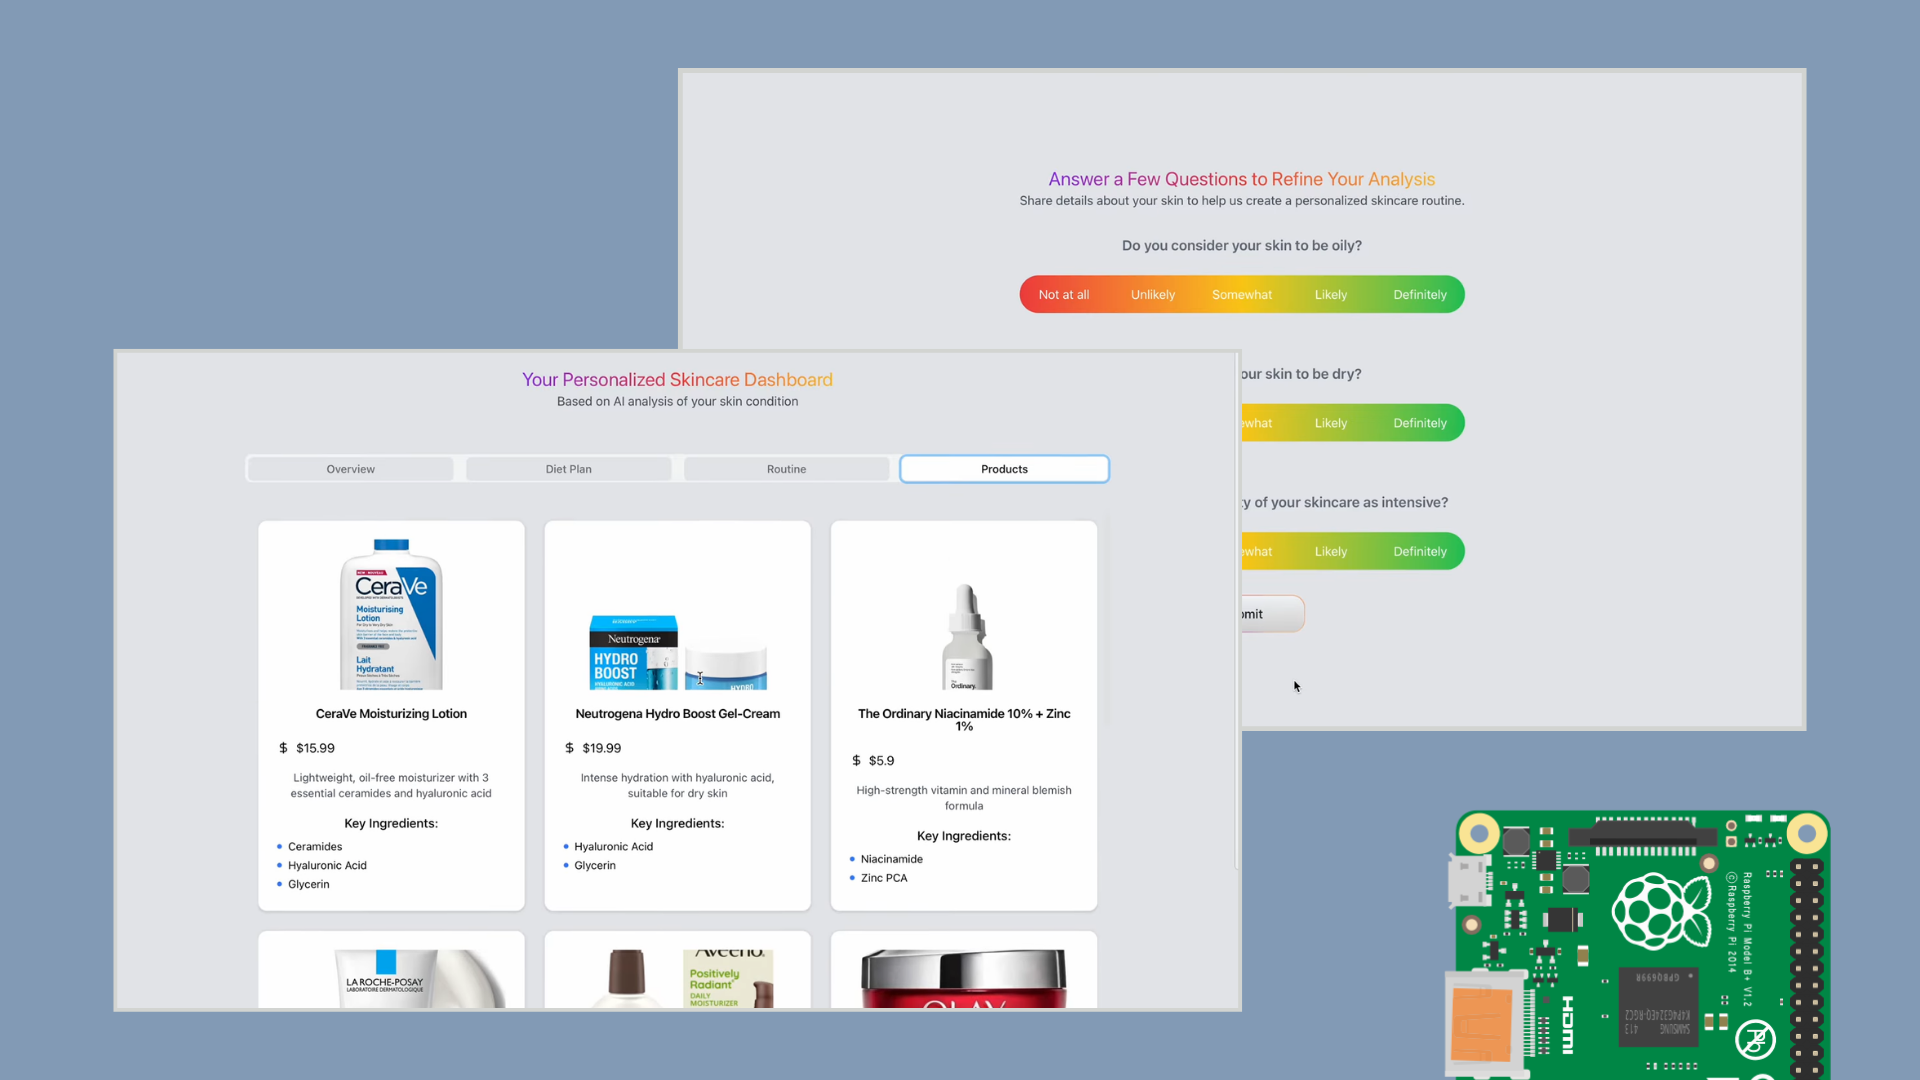 Answer a Few Questions to Refine Your Analysis
Share details about your skin to help us create a personalized skincare routine.
Do you consider your skin to be oily?
Not at all
Unlikely
Somewhat
Likely
Definitely
our skin to be dry?
what
Likely
Definitely
y of your skincare as intensive?
what
Likely
Definitely
mit
Your Personalized Skincare Dashboard
Based on AI analysis of your skin condition
Overview
Diet Plan
Routine
Products
CeraVe
Moisturising
Lotion
Lait
Hydratant
CeraVe Moisturizing Lotion
$ $15.99
Lightweight, oil-free moisturizer with 3
essential ceramides and hyaluronic acid
Key Ingredients:
Ceramides
Hyaluronic Acid
Glycerin
Neutrogena
HYDRO
BOOST
HYALURONIC ACID
HYDRO
Neutrogena Hydro Boost Gel-Cream
$ $19.99
Intense hydration with hyaluronic acid,
suitable for dry skin
Key Ingredients:
Hyaluronic Acid
Glycerin
The
Ordinary.
The Ordinary Niacinamide 10% + Zinc
1%
$ $5.9
High-strength vitamin and mineral blemish
formula
Key Ingredients:
Niacinamide
Zinc PCA
LA ROCHE-POSAY
LABORATOIRE DERMATOLOGIQUE
Aveeno.
Positively
Radiant
DAILY
MOISTURIZER
OLAY
Raspberry Pi Model B+ V1.2
©Raspberry Pi 2014
HDMI
SAMSUNG
413
K4P4G324EQ-RGC2
GPBQ699R